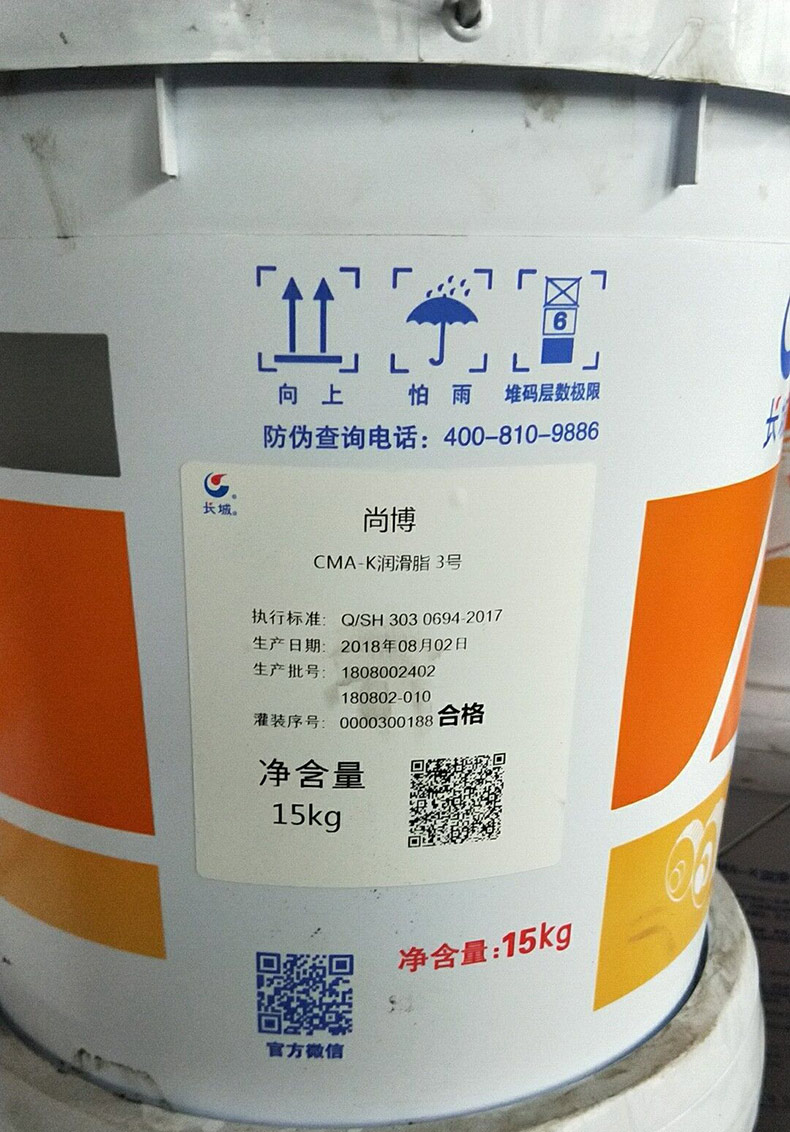 6
向上 怕雨 堆码层数极限
防伪查询电话：400-810-9886
长城®
尚博
CMA-K润滑脂 3号
执行标准: Q/SH 303 0694-2017
生产日期: 2018年08月02日
生产批号: 1808002402
180802-010
灌装序号: 0000300188 合格
净含量
15kg
净含量:15kg
官方微信
长